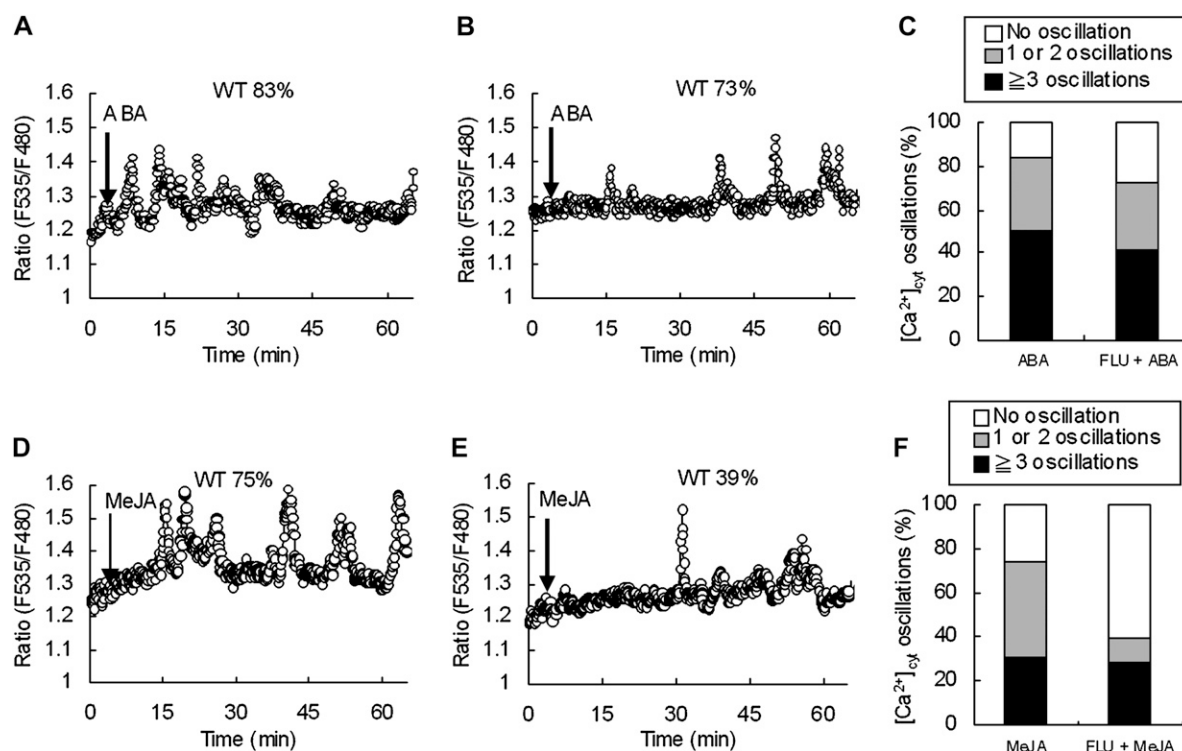 A
WT 83%
ABA
1.6
1.5
1.4
1.3
1.2
1.1
1
Ratio (F535/F480)
0 15 30 45 60
Time (min)
B
WT 73%
ABA
1.6
1.5
1.4
1.3
1.2
1.1
1
Ratio (F535/F480)
0 15 30 45 60
Time (min)
C
No oscillation
1 or 2 oscillations
≧3 oscillations
100
80
60
40
20
0
[Ca²⁺]cyt oscillations (%)
ABA FLU + ABA
D
WT 75%
MeJA
1.6
1.5
1.4
1.3
1.2
1.1
1
Ratio (F535/F480)
0 15 30 45 60
Time (min)
E
WT 39%
MeJA
1.6
1.5
1.4
1.3
1.2
1.1
1
Ratio (F535/F480)
0 15 30 45 60
Time (min)
F
No oscillation
1 or 2 oscillations
≧ 3 oscillations
100
80
60
40
20
0
[Ca²⁺]cyt oscillations (%)
MeJA FLU + MeJA